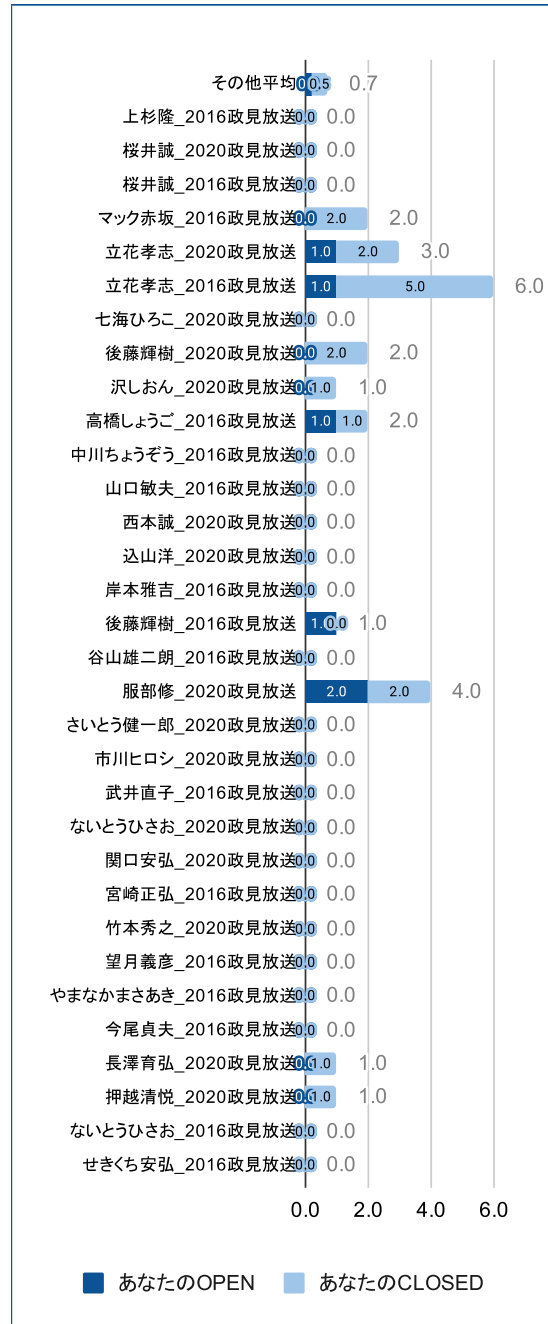 その他平均 0. 0.5 0.7
上杉隆_2016政見放送 0.0 0.0
桜井誠_2020政見放送 0.0 0.0
桜井誠_2016政見放送 0.0 0.0
マック赤坂_2016政見放送 0.0 2.0 2.0
立花孝志_2020政見放送 1.0 2.0 3.0
立花孝志_2016政見放送 1.0 5.0 6.0
七海ひろこ_2020政見放送 0.0 0.0
後藤輝樹_2020政見放送 0.0 2.0 2.0
沢しおん_2020政見放送 0.0 1.0 1.0
高橋しょうご_2016政見放送 1.0 1.0 2.0
中川ちょうぞう_2016政見放送 0.0 0.0
山口敏夫_2016政見放送 0.0 0.0
西本誠_2020政見放送 0.0 0.0
込山洋_2020政見放送 0.0 0.0
岸本雅吉_2016政見放送 0.0 0.0
後藤輝樹_2016政見放送 1.0 0.0 1.0
谷山雄二朗_2016政見放送 0.0 0.0
服部修_2020政見放送 2.0 2.0 4.0
さいとう健一郎_2020政見放送 0.0 0.0
市川ヒロシ_2020政見放送 0.0 0.0
武井直子_2016政見放送 0.0 0.0
ないとうひさお_2020政見放送 0.0 0.0
関口安弘_2020政見放送 0.0 0.0
宮崎正弘_2016政見放送 0.0 0.0
竹本秀之_2020政見放送 0.0 0.0
望月義彦_2016政見放送 0.0 0.0
やまなかまさあき_2016政見放送 0.0 0.0
今尾貞夫_2016政見放送 0.0 0.0
長澤育弘_2020政見放送 0.0 1.0 1.0
押越清悦_2020政見放送 0.0 1.0 1.0
ないとうひさお_2016政見放送 0.0 0.0
せきくち安弘_2016政見放送 0.0 0.0
0.0 2.0 4.0 6.0
あなたのOPEN あなたのCLOSED